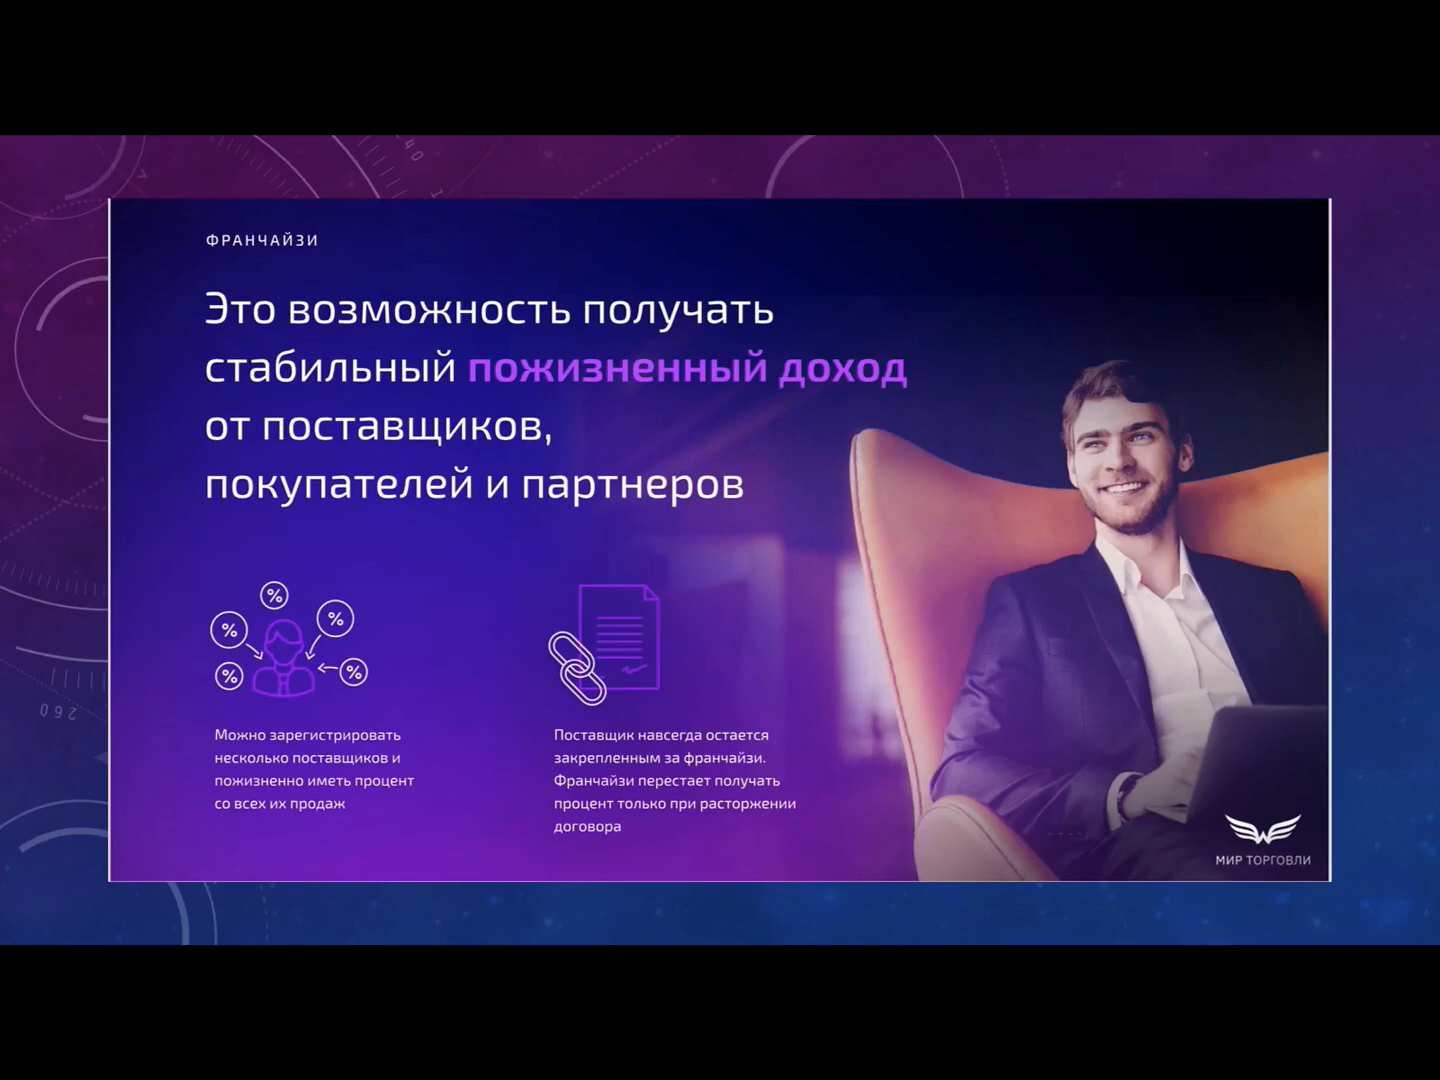 ФРАНЧАЙЗИ
Это возможность получать
стабильный пожизненный доход
от поставщиков,
покупателей и партнеров
%
%
%
%
%
Можно зарегистрировать
несколько поставщиков и
пожизненно иметь процент
со всех их продаж
Поставщик навсегда остается
закрепленным за франчайзи.
Франчайзи перестает получать
процент только при расторжении
договора
МИР ТОРГОВЛИ
40
260